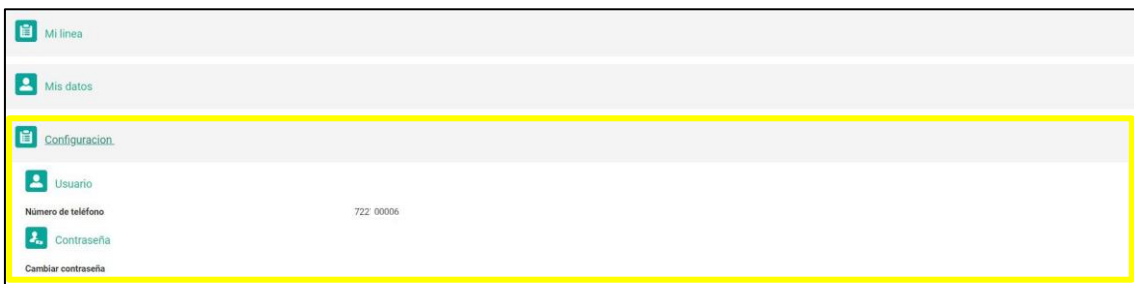 Mi linea
Mis datos
Configuracion
Usuario
Número de teléfono 722 00006
Contraseña
Cambiar contraseña